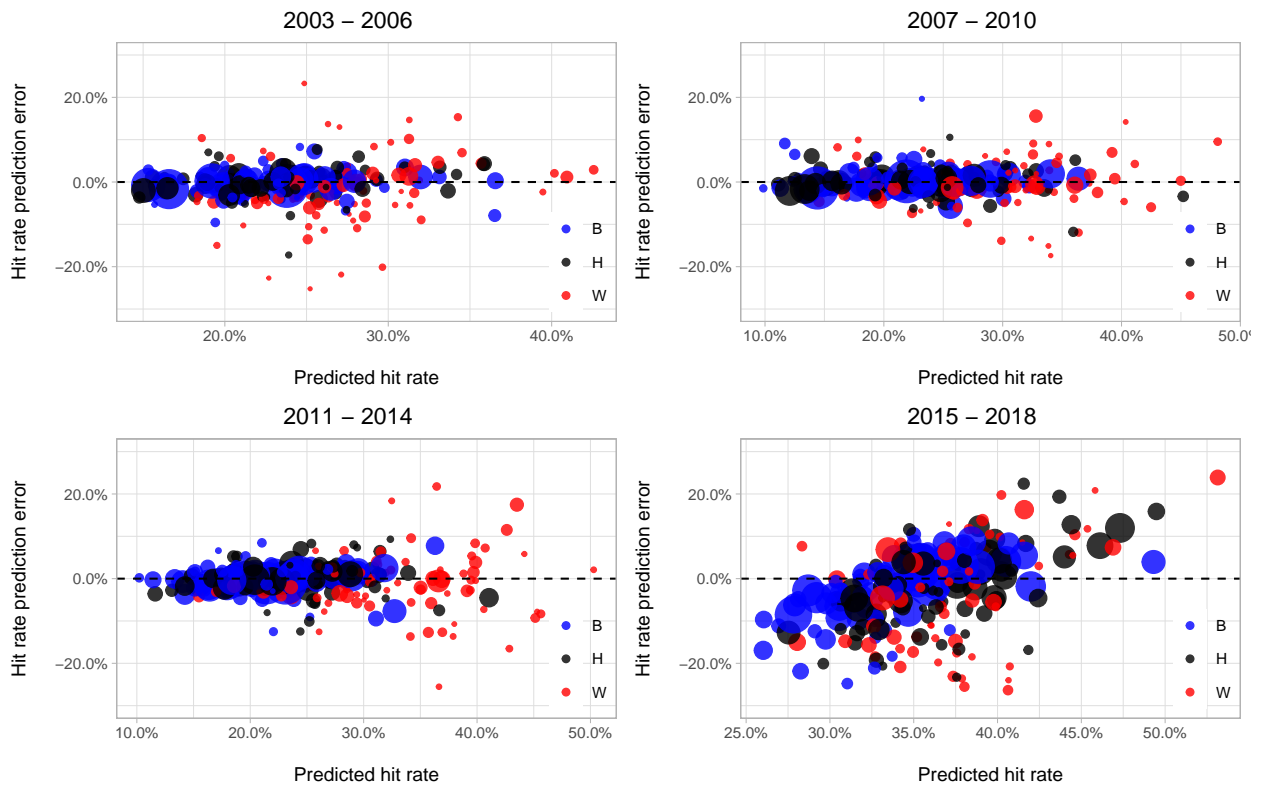 2003 – 2006
Hit rate prediction error
20.0%
0.0%
−20.0%
B
H
W
20.0%
30.0%
40.0%
Predicted hit rate
2007 – 2010
Hit rate prediction error
20.0%
0.0%
−20.0%
B
H
W
10.0%
20.0%
30.0%
40.0%
50.0%
Predicted hit rate
2011 – 2014
Hit rate prediction error
20.0%
0.0%
−20.0%
B
H
W
10.0%
20.0%
30.0%
40.0%
50.0%
Predicted hit rate
2015 – 2018
Hit rate prediction error
20.0%
0.0%
−20.0%
B
H
W
25.0%
30.0%
35.0%
40.0%
45.0%
50.0%
Predicted hit rate